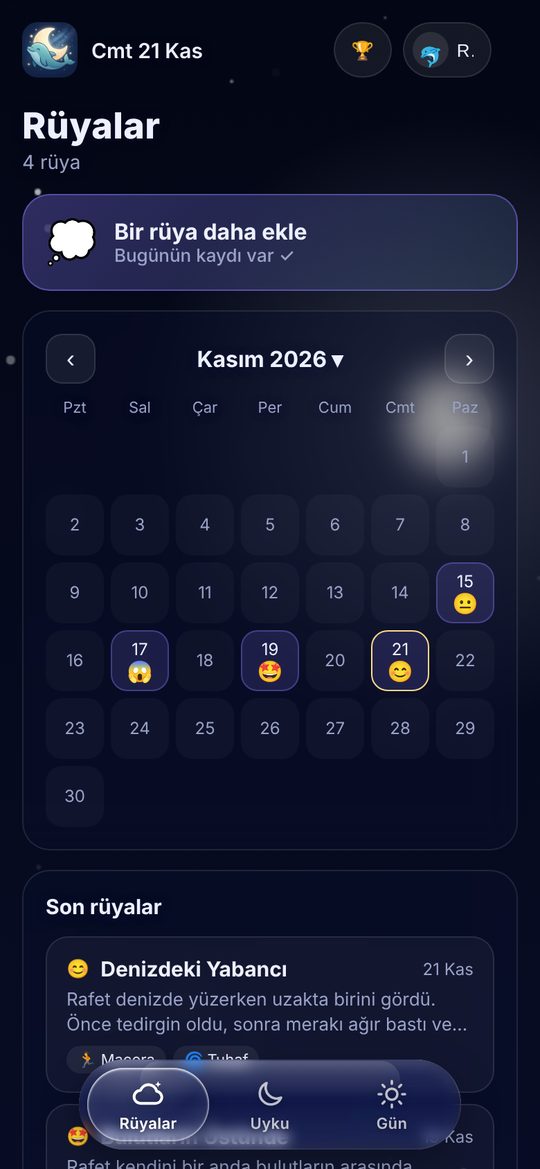 Cmt 21 Kas
R.
Rüyalar
4 rüya
Bir rüya daha ekle
Bugünün kaydı var ✓
‹ Kasım 2026 ▾ ›
Pzt Sal Çar Per Cum Cmt Paz
1
2 3 4 5 6 7 8
9 10 11 12 13 14 15
16 17 18 19 20 21 22
23 24 25 26 27 28 29
30
Son rüyalar
Denizdeki Yabancı 21 Kas
Rafet denizde yüzerken uzakta birini gördü.
Önce tedirgin oldu, sonra merakı ağır bastı ve...
Macera Tuhaf
Rüyalar Uyku Gün
Bulutların Üstünde Kas
Rafet kendini bir anda bulutların arasında